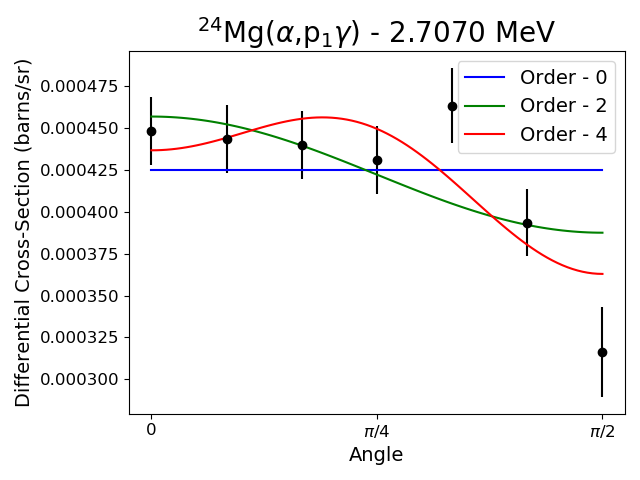 ²⁴Mg(α,p₁γ) - 2.7070 MeV
Differential Cross-Section (barns/sr)
0.000475
0.000450
0.000425
0.000400
0.000375
0.000350
0.000325
0.000300
Order - 0
Order - 2
Order - 4
0 π/4 π/2
Angle